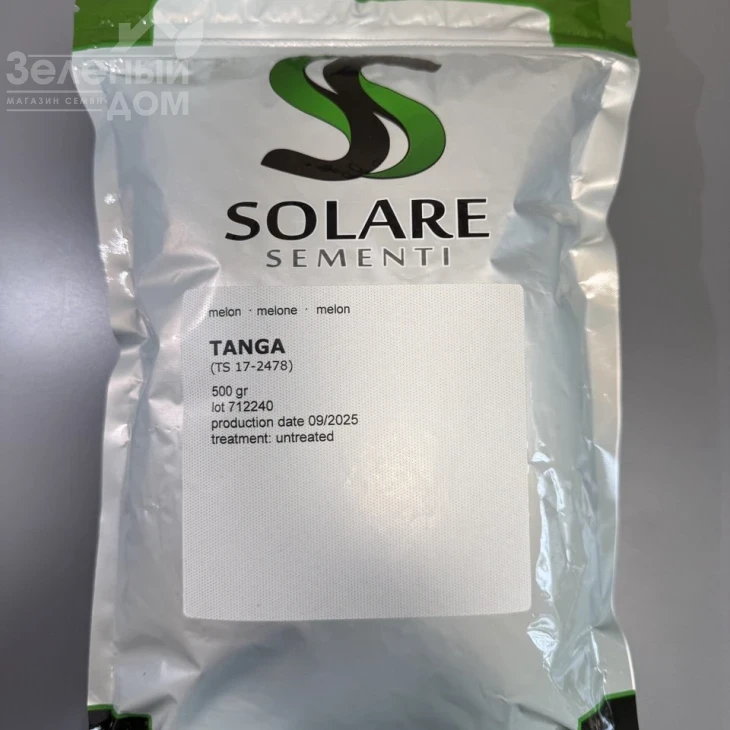 Зеленый
МАГАЗИН СЕМЯН
ДОМ
SOLARE
SEMENTI
melon · melone · melon
TANGA
(TS 17-2478)
500 gr
lot 712240
production date 09/2025
treatment: untreated